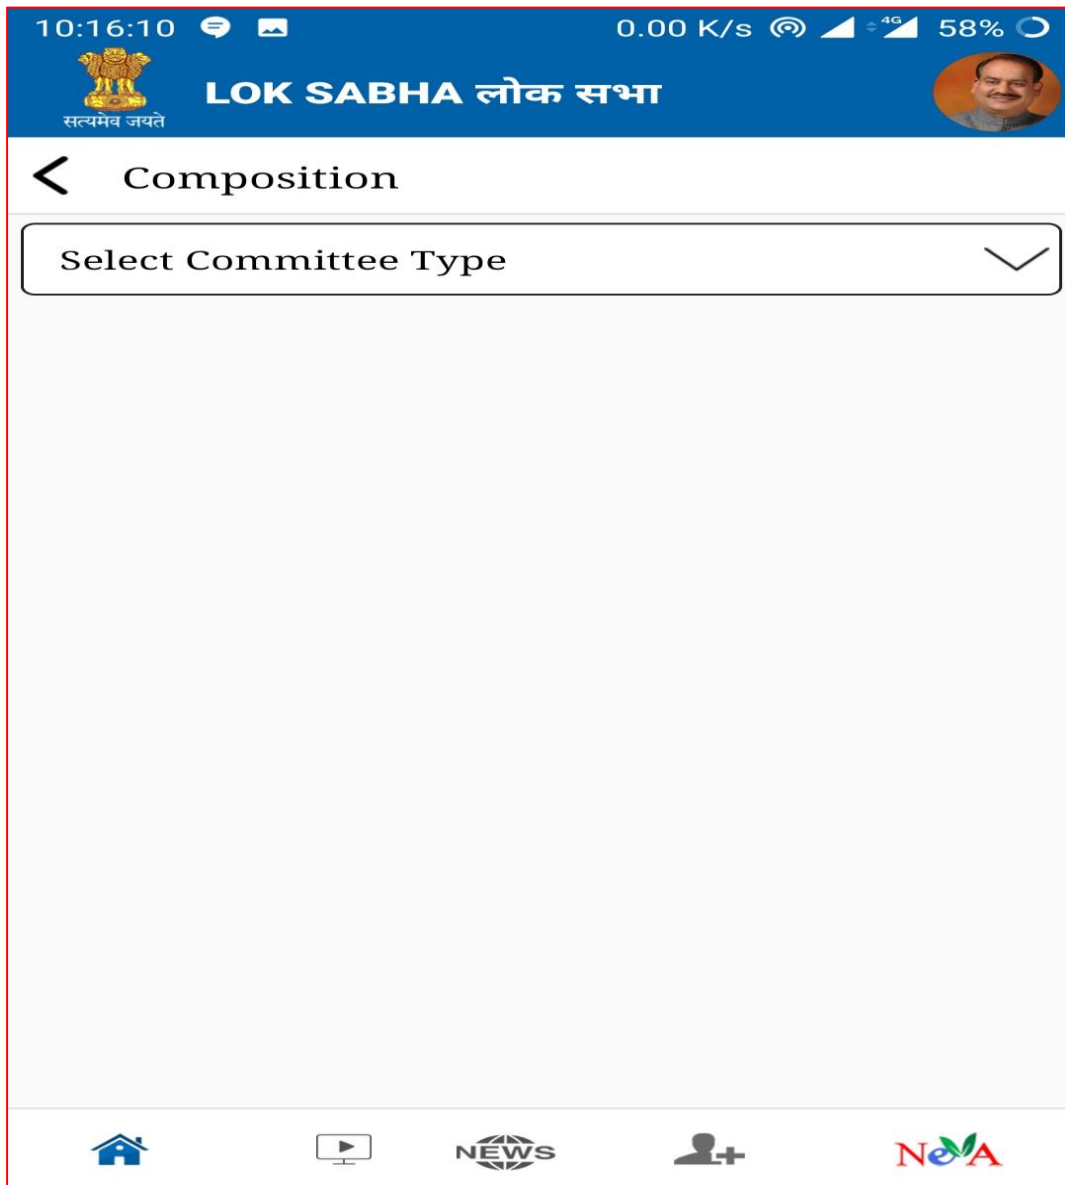 10:16:10 0.00 K/s 4G 58%
LOK SABHA लोक सभा
सत्यमेव जयते
Composition
Select Committee Type
NEWS NeVA